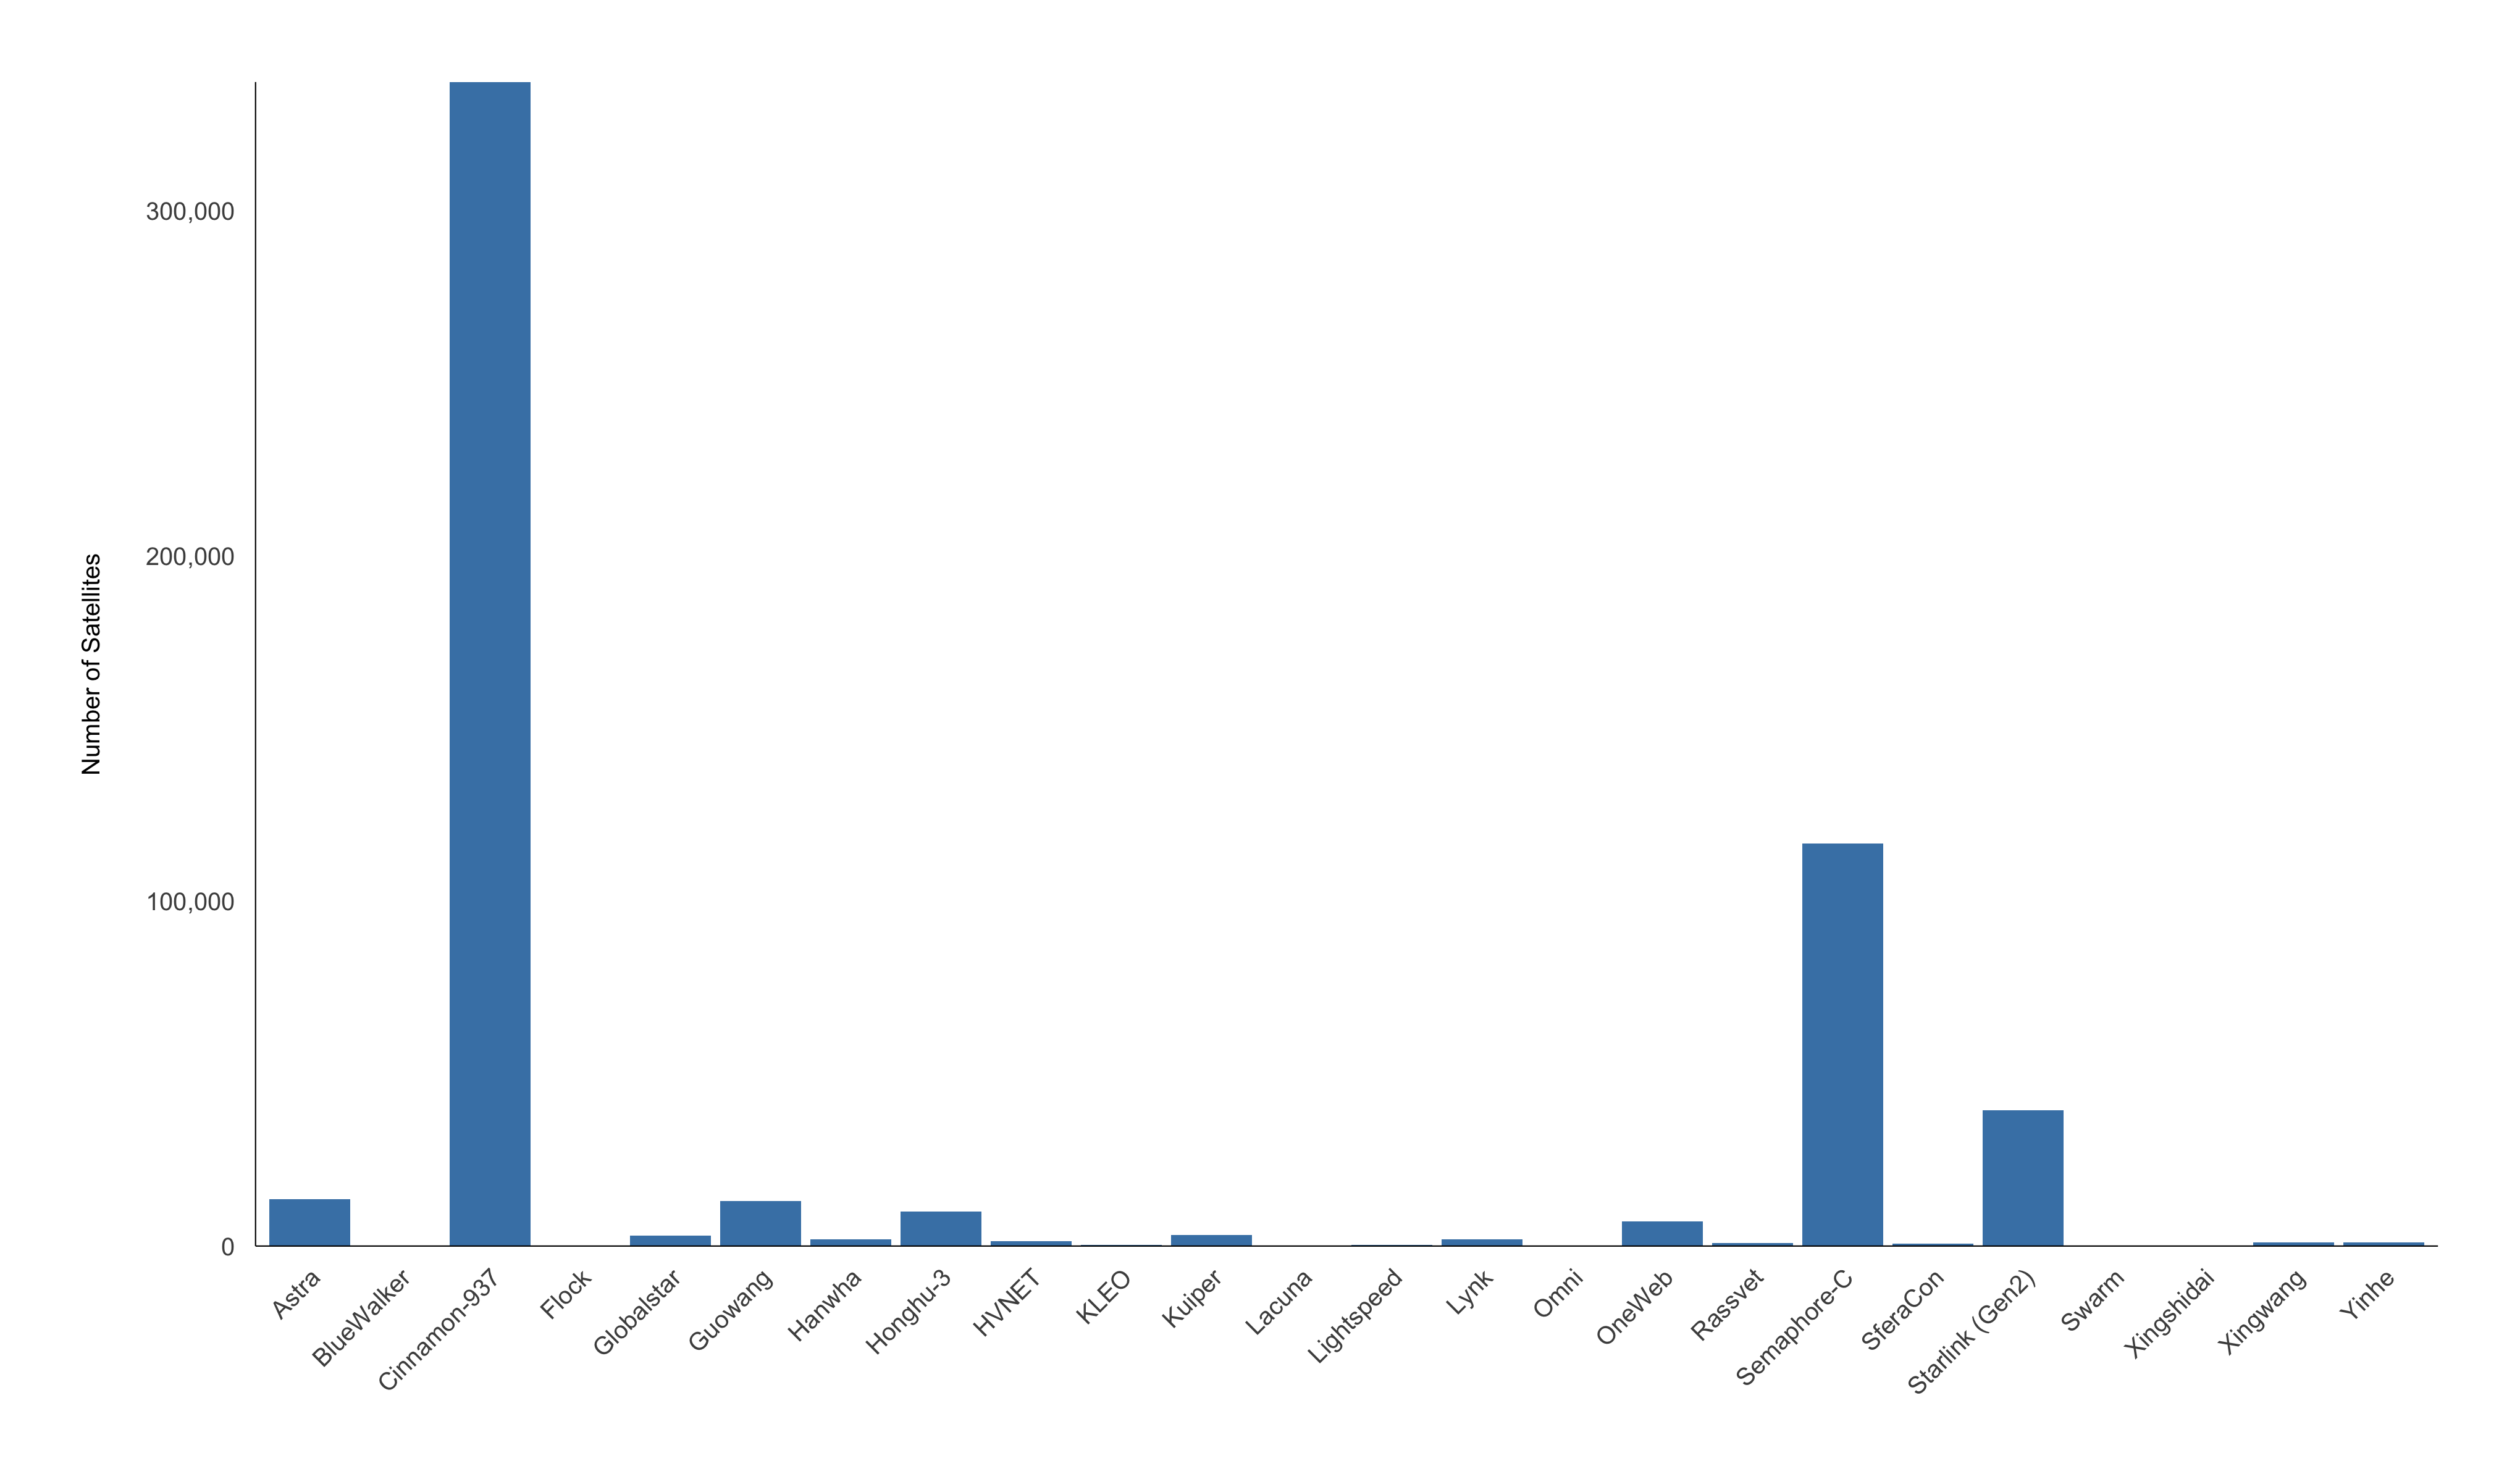 Number of Satellites
300,000
200,000
100,000
0
Astra
BlueWalker
Cinnamon-937
Flock
Globalstar
Guowang
Hanwha
Honghu-3
HVNET
KLEO
Kuiper
Lacuna
Lightspeed
Lynk
Omni
OneWeb
Rassvet
Semaphore-C
SferaCon
Starlink (Gen2)
Swarm
Xingshidai
Xingwang
Yinhe